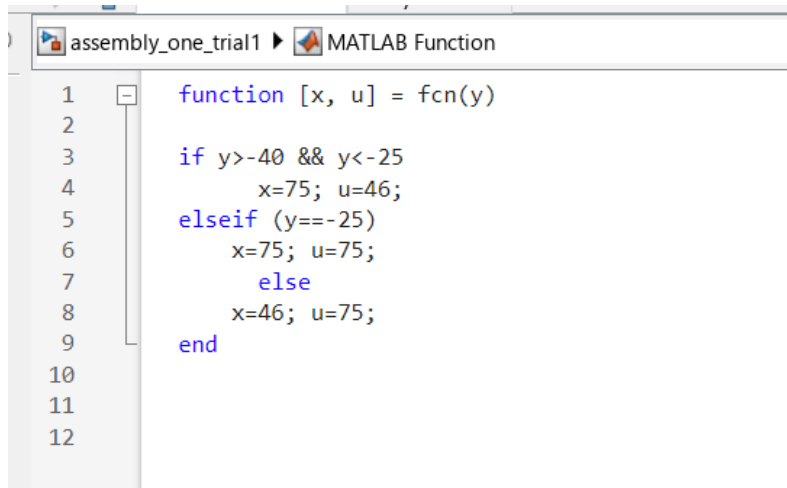 assembly_one_trial1 ▶ MATLAB Function
1 function [x, u] = fcn(y)
2
3 if y>-40 && y<-25
4 x=75; u=46;
5 elseif (y==-25)
6 x=75; u=75;
7 else
8 x=46; u=75;
9 end
10
11
12